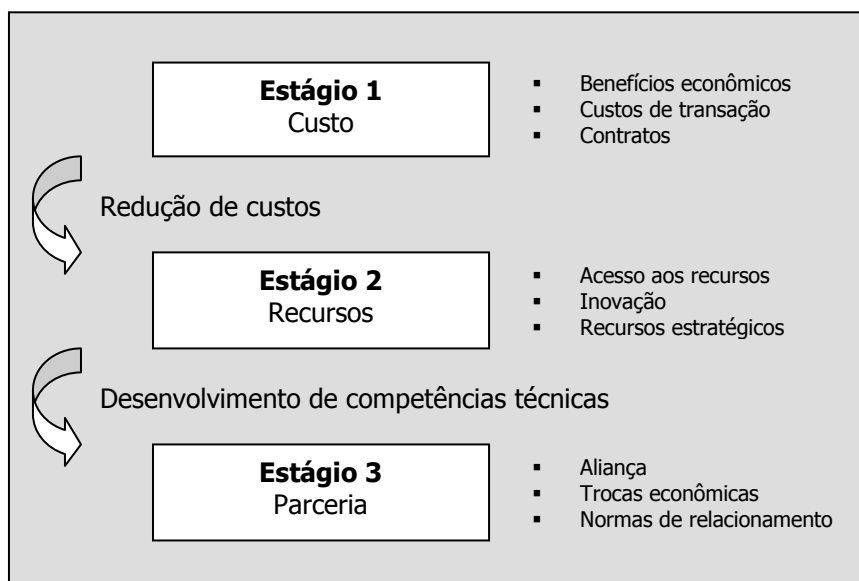 Estágio 1
Custo
▪ Benefícios econômicos
▪ Custos de transação
▪ Contratos
Redução de custos
Estágio 2
Recursos
▪ Acesso aos recursos
▪ Inovação
▪ Recursos estratégicos
Desenvolvimento de competências técnicas
Estágio 3
Parceria
▪ Aliança
▪ Trocas econômicas
▪ Normas de relacionamento